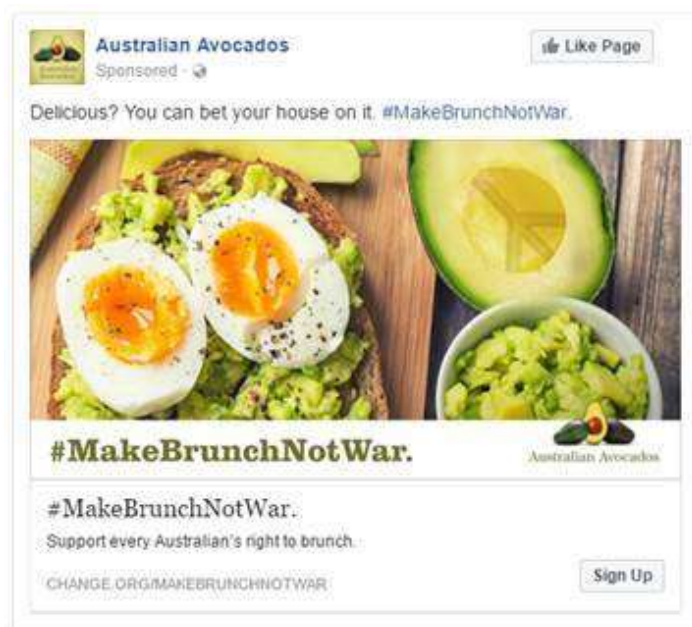 Australian Avocados
Like Page
Sponsored ·
Delicious? You can bet your house on it. #MakeBrunchNotWar.
#MakeBrunchNotWar.
Australian Avocados
#MakeBrunchNotWar.
Support every Australian's right to brunch.
CHANGE.ORG/MAKEBRUNCHNOTWAR
Sign Up